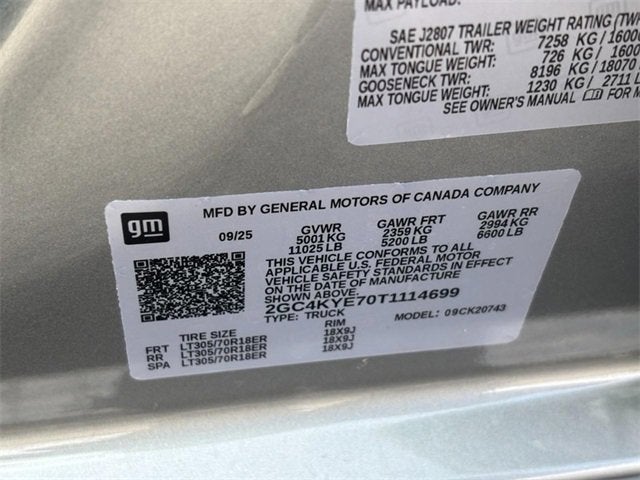 MAX PAYLOAD:
SAE J2807 TRAILER WEIGHT RATING (TW
CONVENTIONAL TWR: 7258 KG / 16000
MAX TONGUE WEIGHT: 726 KG / 1600
GOOSENECK TWR: 8196 KG / 18070
MAX TONGUE WEIGHT: 1230 KG / 2711 L
SEE OWNER'S MANUAL FOR M
gm
MFD BY GENERAL MOTORS OF CANADA COMPANY
09/25 GVWR GAWR FRT GAWR RR
5001 KG 2359 KG 2994 KG
11025 LB 5200 LB 6600 LB
THIS VEHICLE CONFORMS TO ALL
APPLICABLE U.S. FEDERAL MOTOR
VEHICLE SAFETY STANDARDS IN EFFECT
ON THE DATE OF MANUFACTURE
SHOWN ABOVE.
2GC4KYE70T1114699
TYPE: TRUCK MODEL: 09CK20743
TIRE SIZE RIM
FRT LT305/70R18ER 18X9J
RR LT305/70R18ER 18X9J
SPA LT305/70R18ER 18X9J